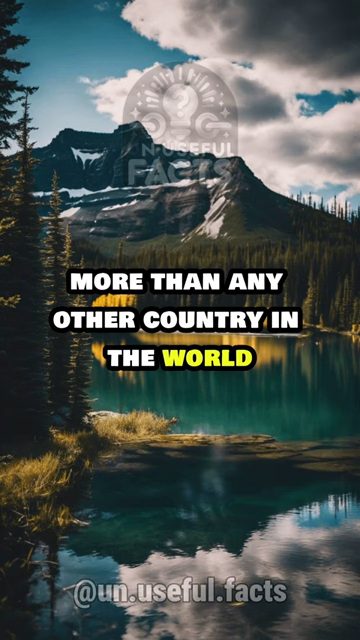 N·USEFUL
FACTS
MORE THAN ANY
OTHER COUNTRY IN
THE WORLD
@un.useful.facts